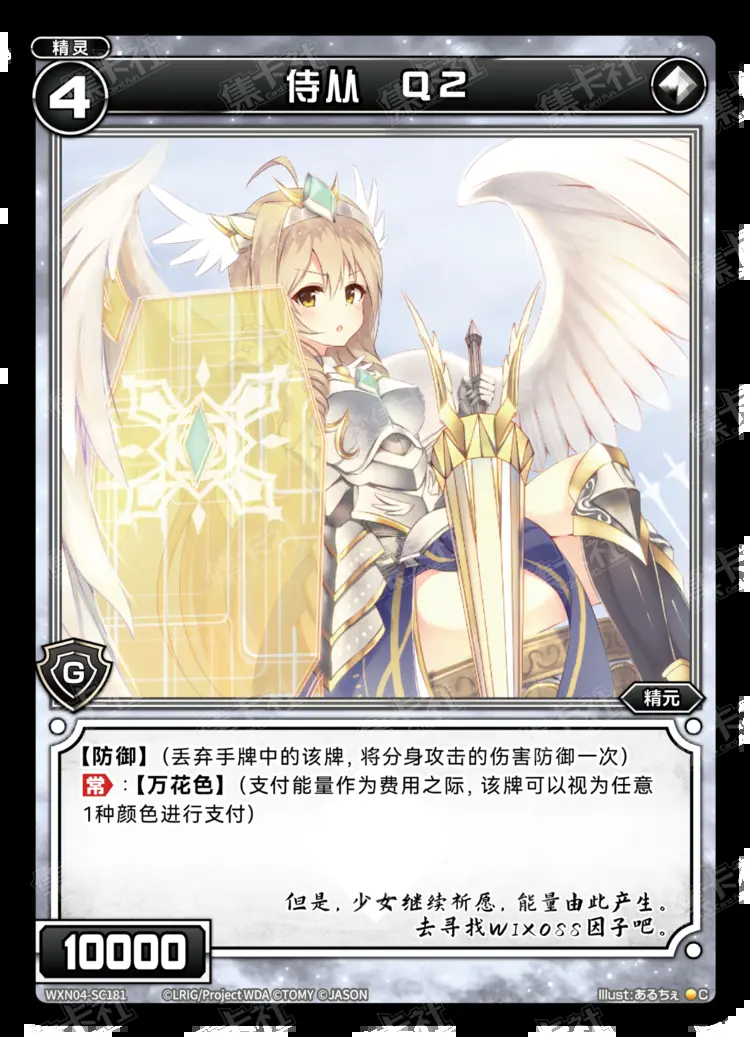 精灵
4
侍从 Q2
G
精元
【防御】（丢弃手牌中的该牌，将分身攻击的伤害防御一次）
常：【万花色】（支付能量作为费用之际，该牌可以视为任意
1种颜色进行支付）
但是，少女继续祈愿，能量由此产生。
去寻找WIXOSS因子吧。
10000
WXN04-SC181 ©LRIG/Project WDA ©TOMY ©JASON Illust:あるちぇ C
集卡社